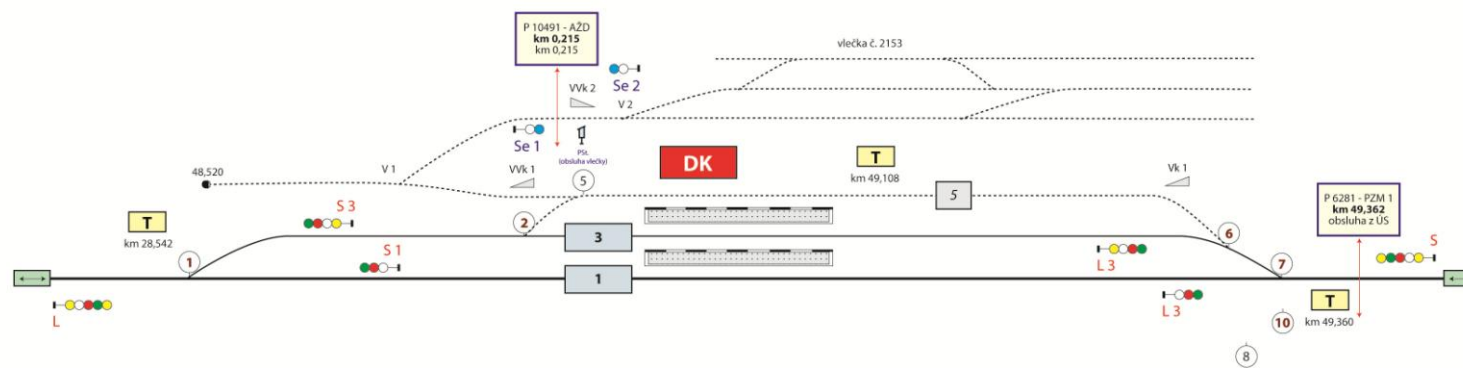 P 10491 - AŽD
km 0,215
km 0,215
vlečka č. 2153
Se 2
VVk 2
V 2
Se 1
PSt.
(obsluha vlečky)
DK
T
km 49,108
48,520
V 1
VVk 1
5
5
Vk 1
P 6281 - PZM 1
km 49,362
obsluha z ÚS
T
km 28,542
S 3
2
3
6
S 1
L 3
S
1
1
7
L
L 3
T
km 49,360
10
8